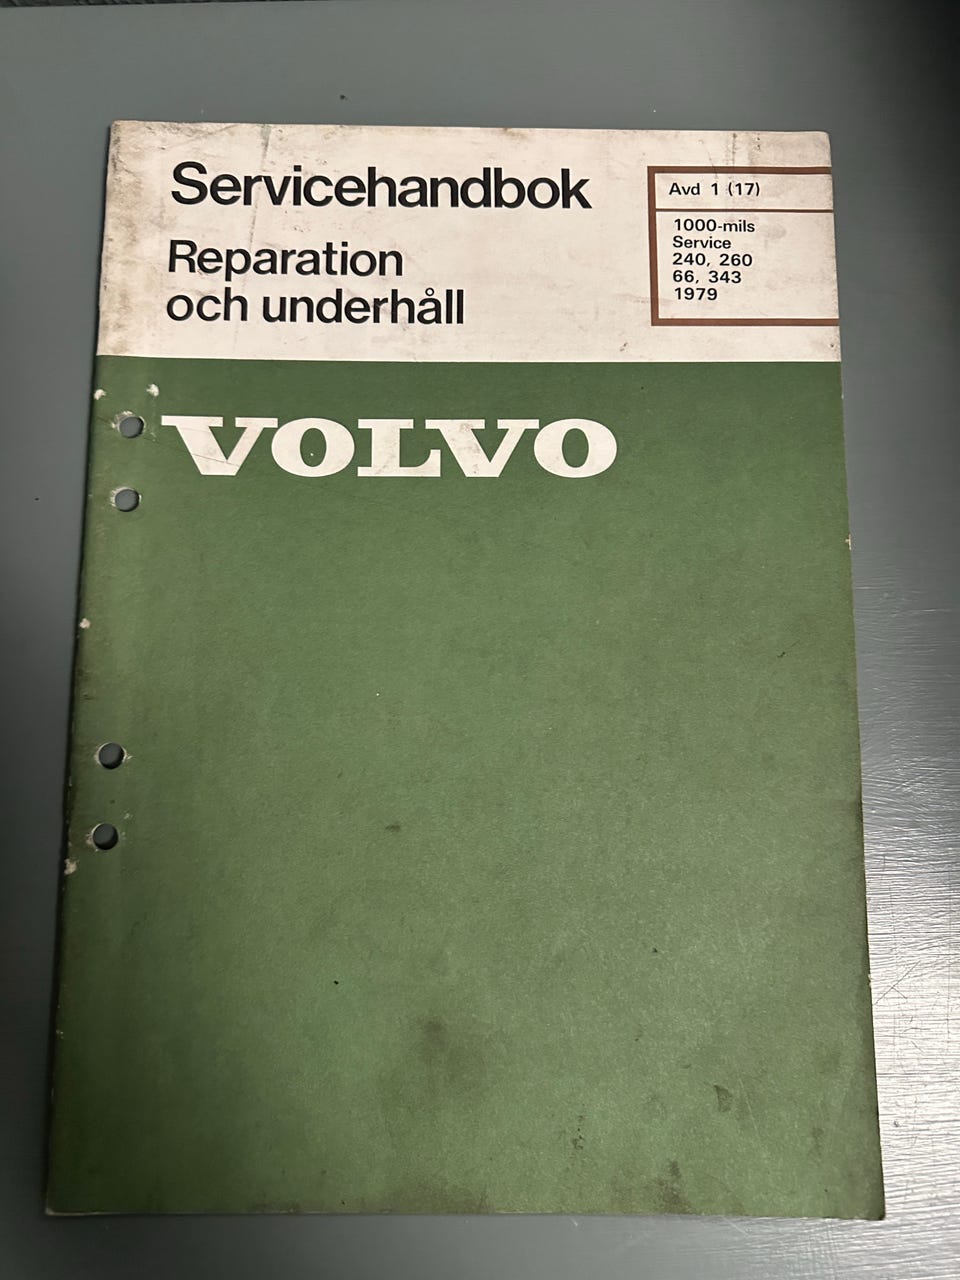 Servicehandbok
Reparation
och underhåll
Avd 1 (17)
1000-mils
Service
240, 260
66, 343
1979
VOLVO